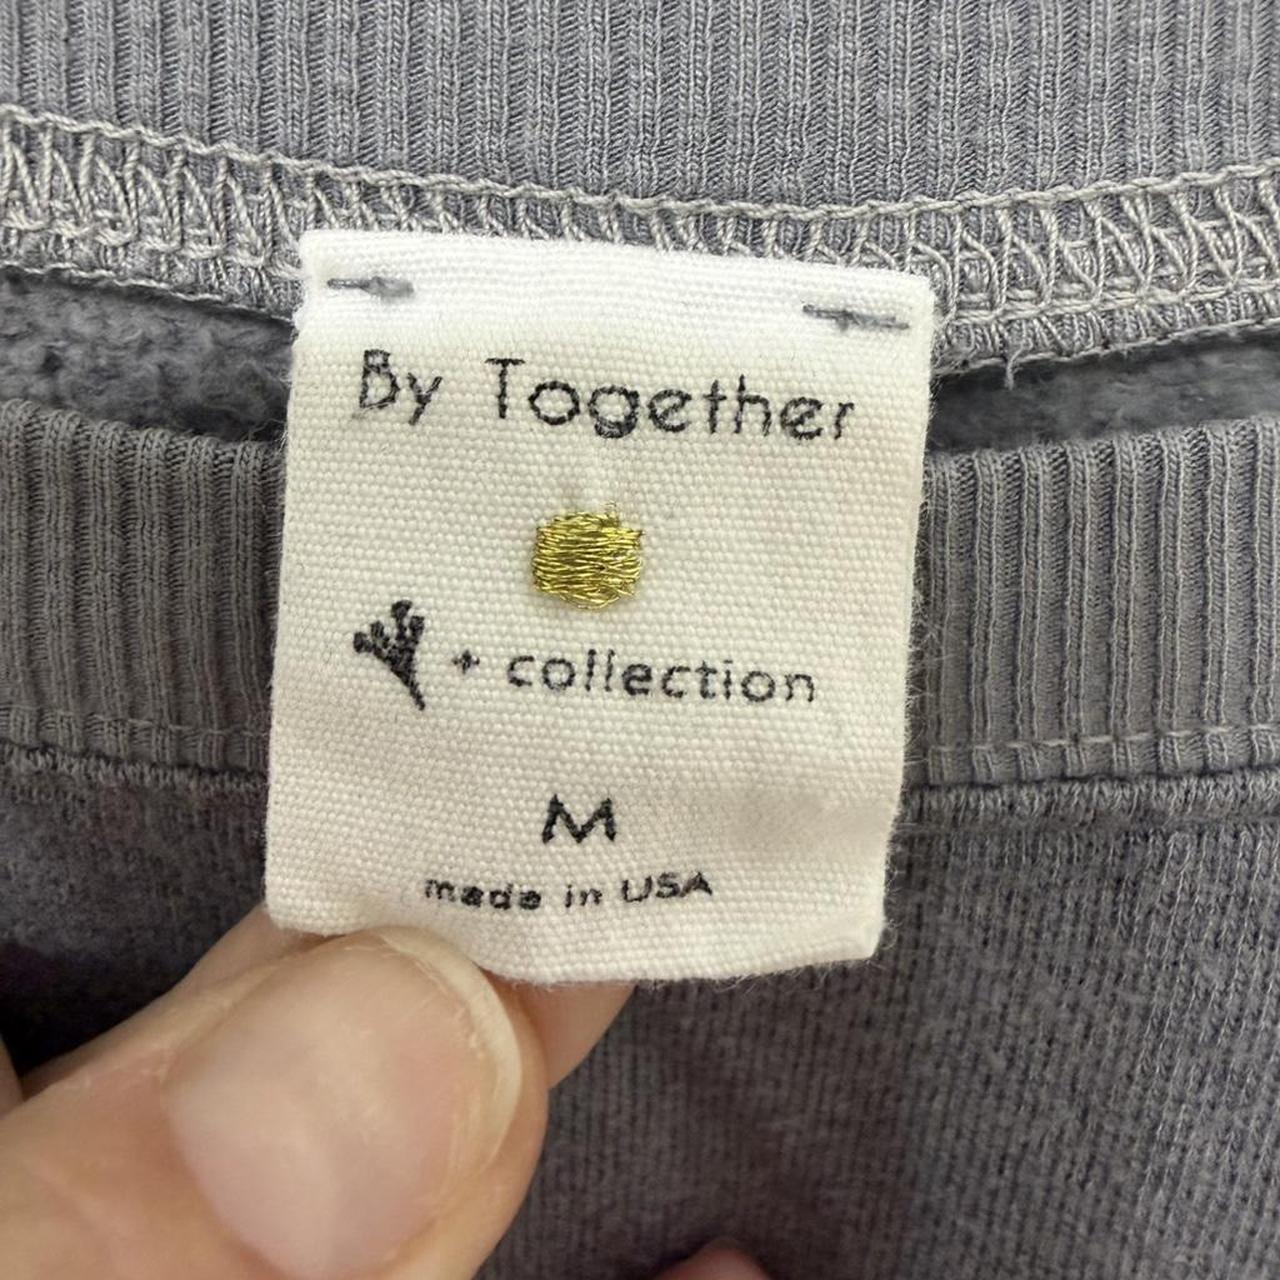 By Together
+ collection
M
made in USA